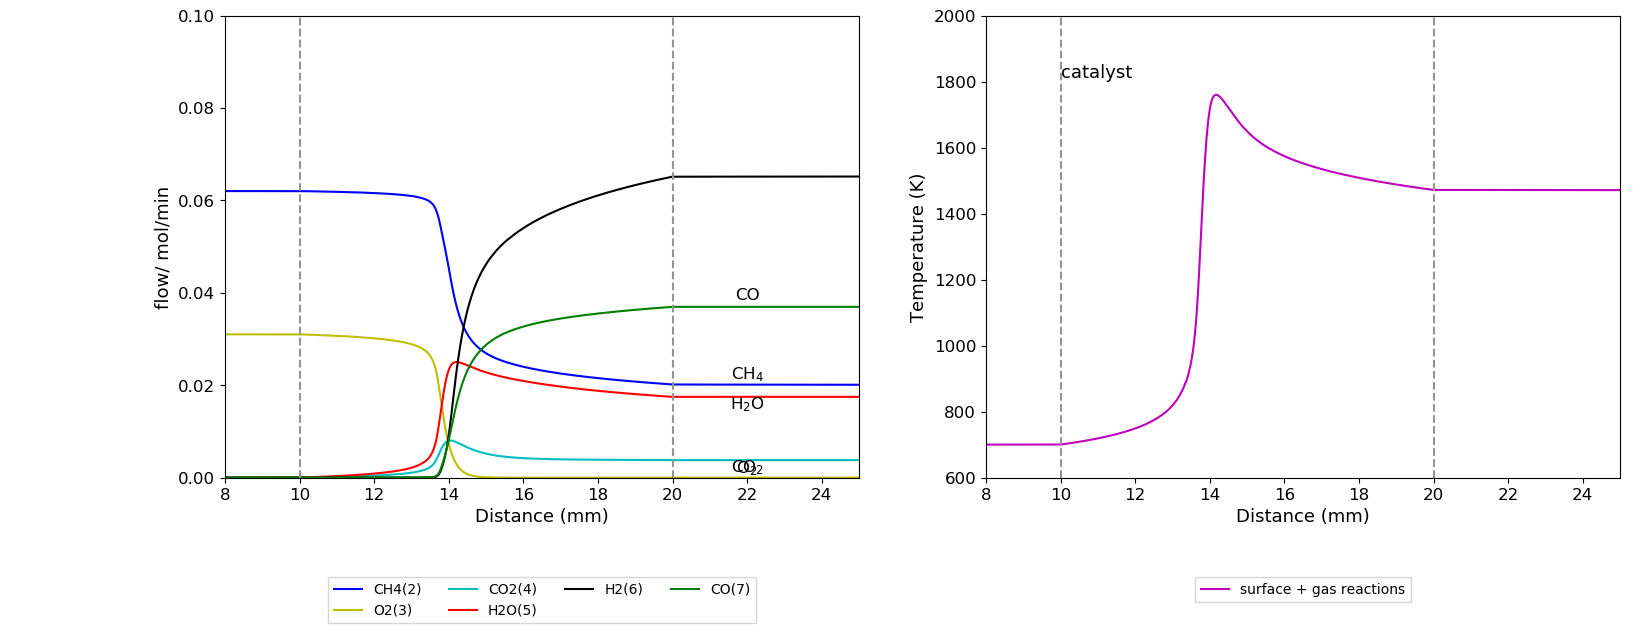 0.10
0.08
0.06
0.04
0.02
0.00
flow/ mol/min
CO
CH₄
H₂O
CO₂
O₂
8 10 12 14 16 18 20 22 24
Distance (mm)
CH4(2) CO2(4) H2(6) CO(7)
O2(3) H2O(5)
2000
1800
1600
1400
1200
1000
800
600
Temperature (K)
catalyst
8 10 12 14 16 18 20 22 24
Distance (mm)
surface + gas reactions